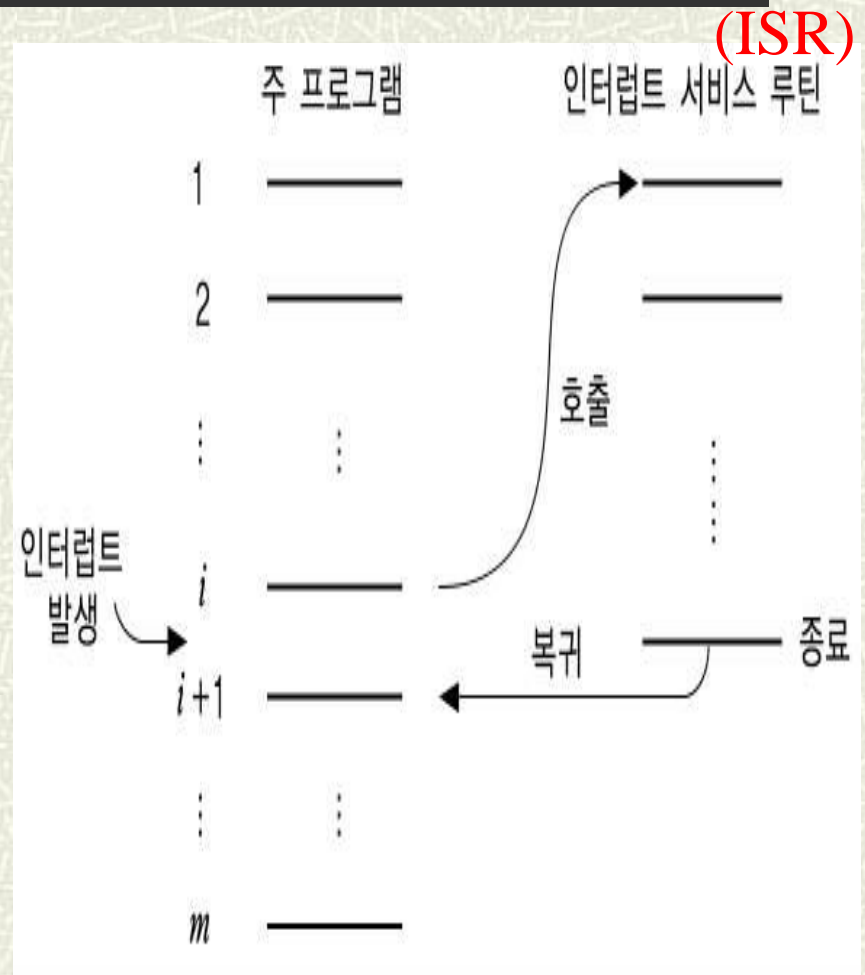 (ISR)
주 프로그램
인터럽트 서비스 루틴
1
2
⋮ ⋮
호출
인터럽트
발생
i
복귀
종료
i+1
⋮ ⋮
m